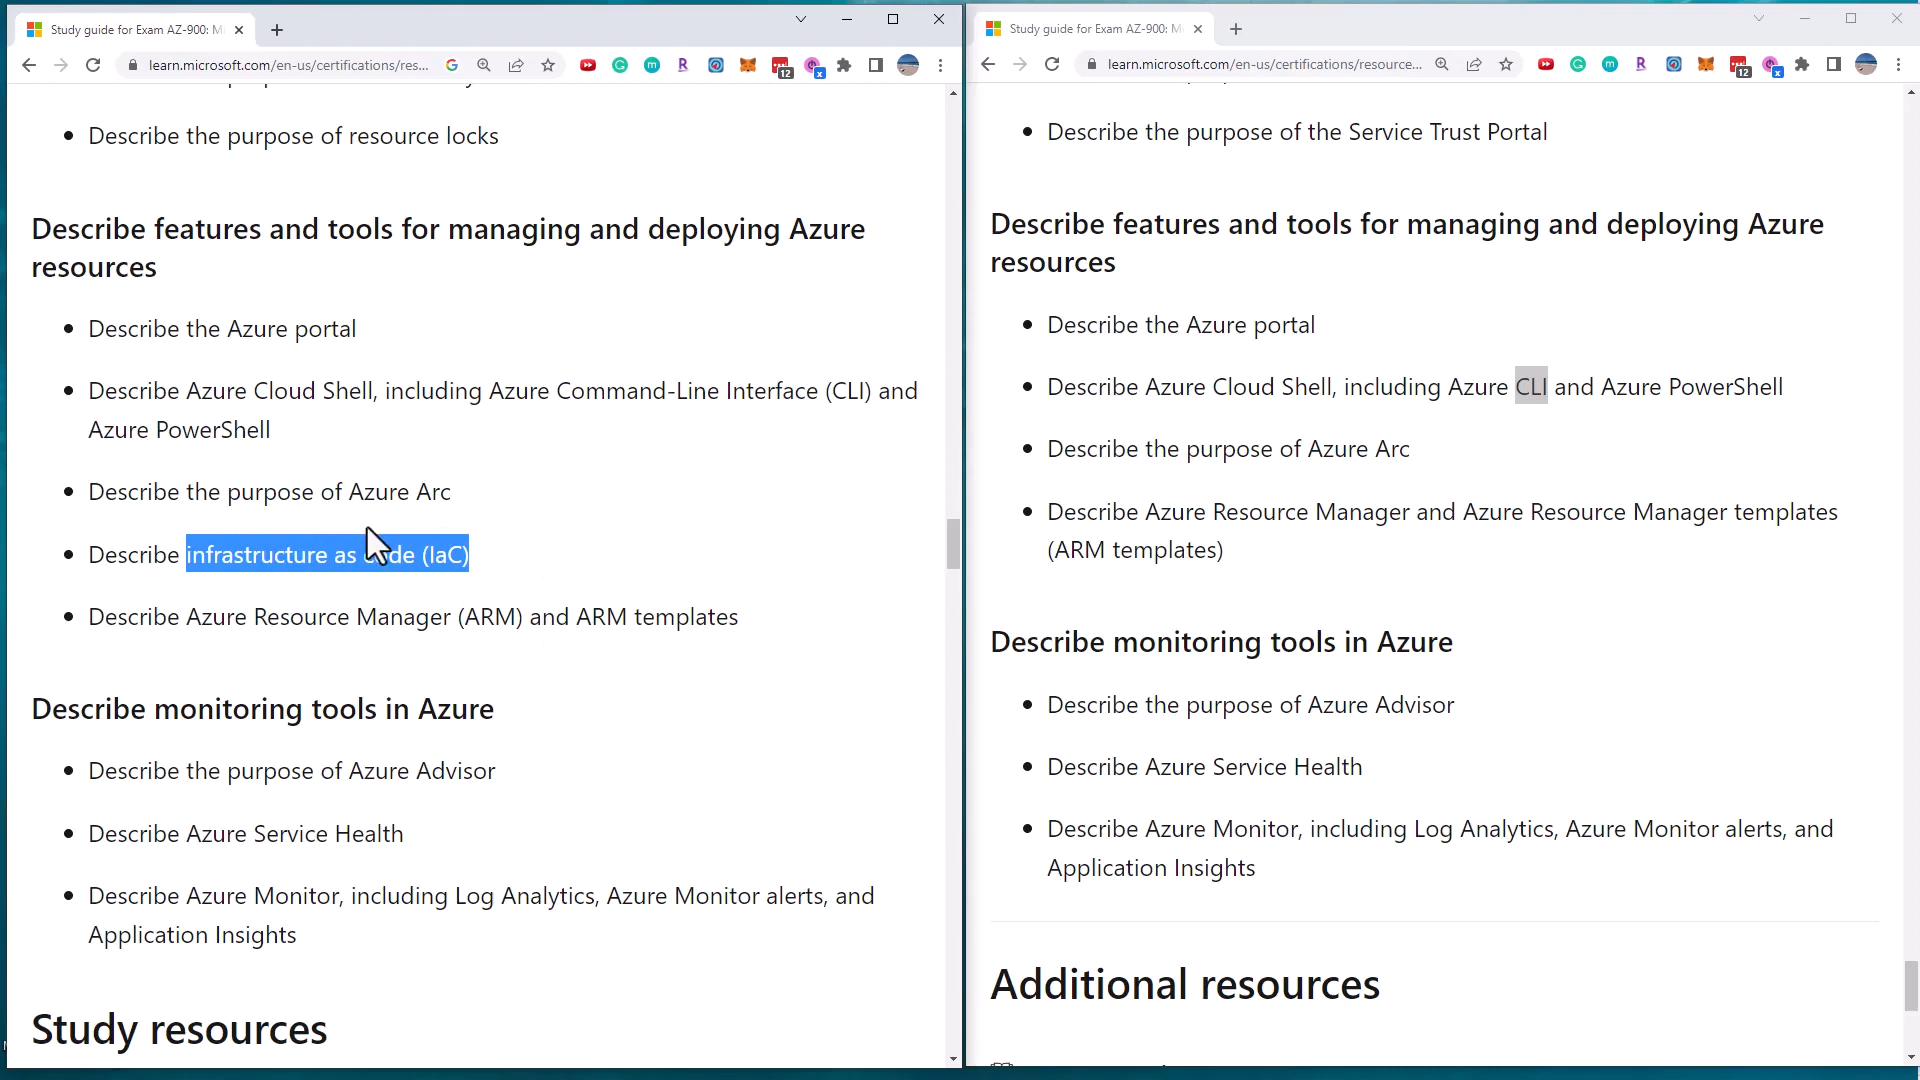 Study guide for Exam AZ-900: M
learn.microsoft.com/en-us/certifications/res...
12
x
Describe the purpose of resource locks
Describe features and tools for managing and deploying Azure
resources
Describe the Azure portal
Describe Azure Cloud Shell, including Azure Command-Line Interface (CLI) and
Azure PowerShell
Describe the purpose of Azure Arc
Describe infrastructure as code (IaC)
Describe Azure Resource Manager (ARM) and ARM templates
Describe monitoring tools in Azure
Describe the purpose of Azure Advisor
Describe Azure Service Health
Describe Azure Monitor, including Log Analytics, Azure Monitor alerts, and
Application Insights
Study resources
Study guide for Exam AZ-900: M
learn.microsoft.com/en-us/certifications/resource...
12
x
Describe the purpose of the Service Trust Portal
Describe features and tools for managing and deploying Azure
resources
Describe the Azure portal
Describe Azure Cloud Shell, including Azure CLI and Azure PowerShell
Describe the purpose of Azure Arc
Describe Azure Resource Manager and Azure Resource Manager templates
(ARM templates)
Describe monitoring tools in Azure
Describe the purpose of Azure Advisor
Describe Azure Service Health
Describe Azure Monitor, including Log Analytics, Azure Monitor alerts, and
Application Insights
Additional resources